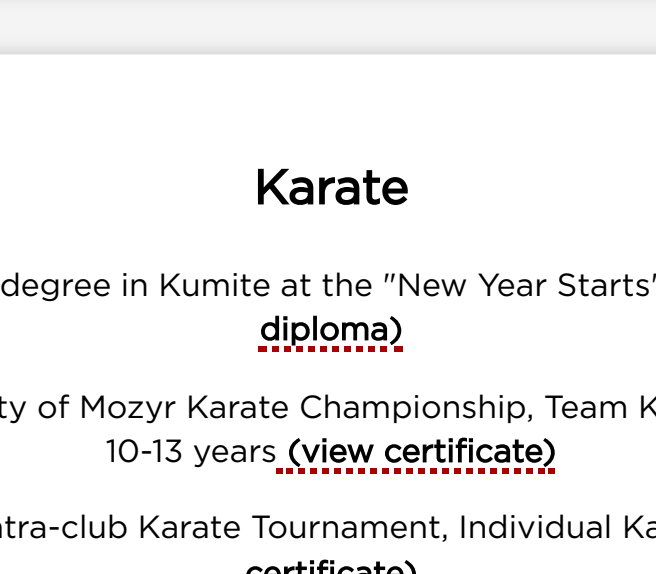 Karate
degree in Kumite at the "New Year Starts"
diploma)
ty of Mozyr Karate Championship, Team K
10-13 years (view certificate)
ntra-club Karate Tournament, Individual Ka
certificate)